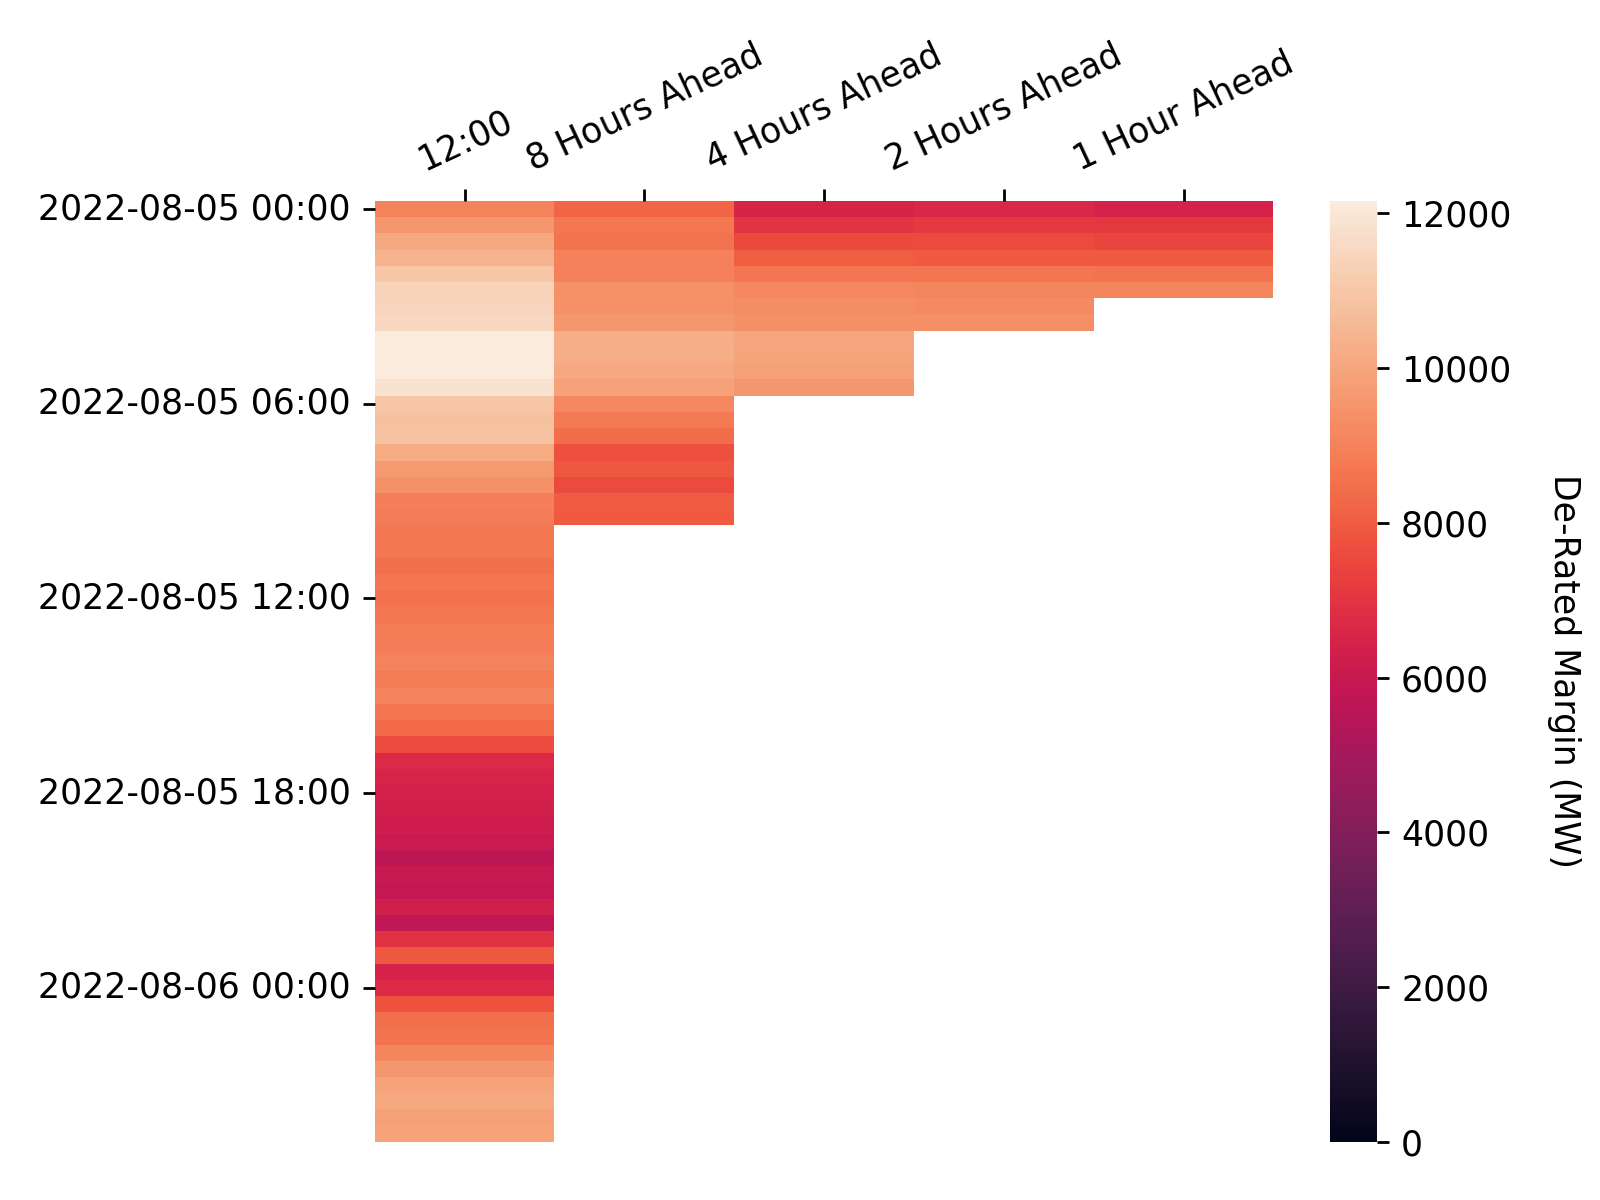 12:00
8 Hours Ahead
4 Hours Ahead
2 Hours Ahead
1 Hour Ahead
2022-08-05 00:00
2022-08-05 06:00
2022-08-05 12:00
2022-08-05 18:00
2022-08-06 00:00
12000
10000
8000
6000
4000
2000
0
De-Rated Margin (MW)